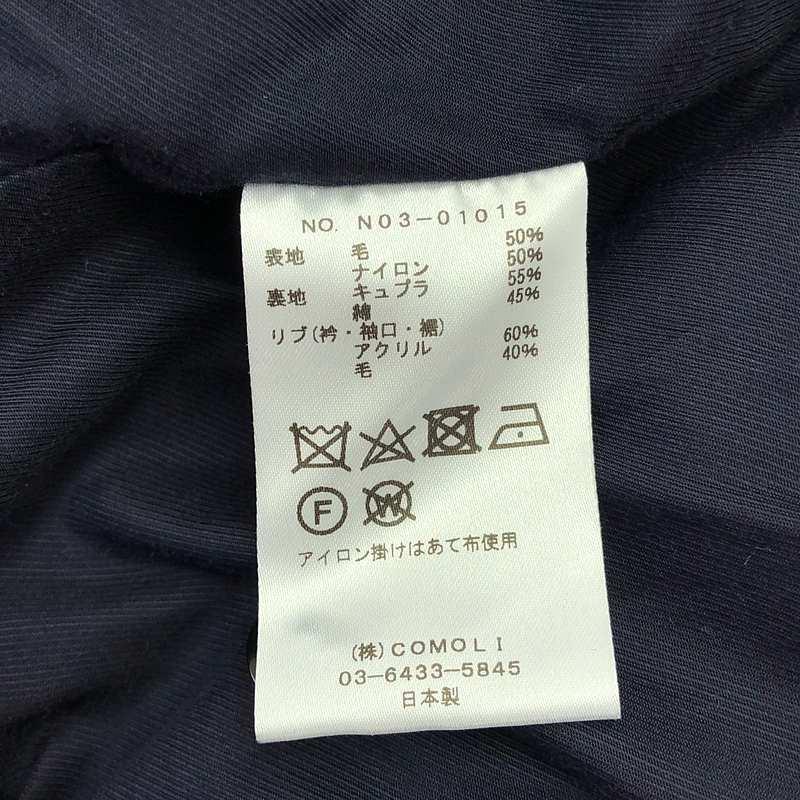 NO. N03-01015
表地 毛 50%
ナイロン 50%
裏地 キュプラ 55%
綿 45%
リブ(衿・袖口・裾)
アクリル 60%
毛 40%
F W
アイロン掛けはあて布使用
(株)COMOLI
03-6433-5845
日本製